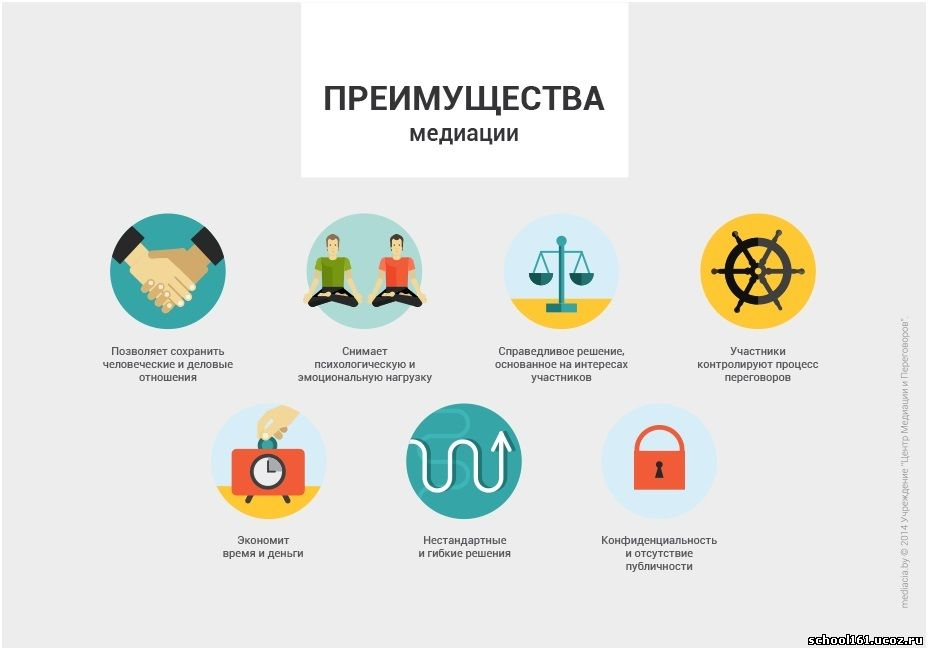 ПРЕИМУЩЕСТВА
медиации
Позволяет сохранить
человеческие и деловые
отношения
Снимает
психологическую и
эмоциональную нагрузку
Справедливое решение,
основанное на интересах
участников
Участники
контролируют процесс
переговоров
Экономит
время и деньги
Нестандартные
и гибкие решения
Конфиденциальность
и отсутствие
публичности
mediacia.by © 2014 Учреждение "Центр Медиации и Переговоров".
school161.ucoz.ru